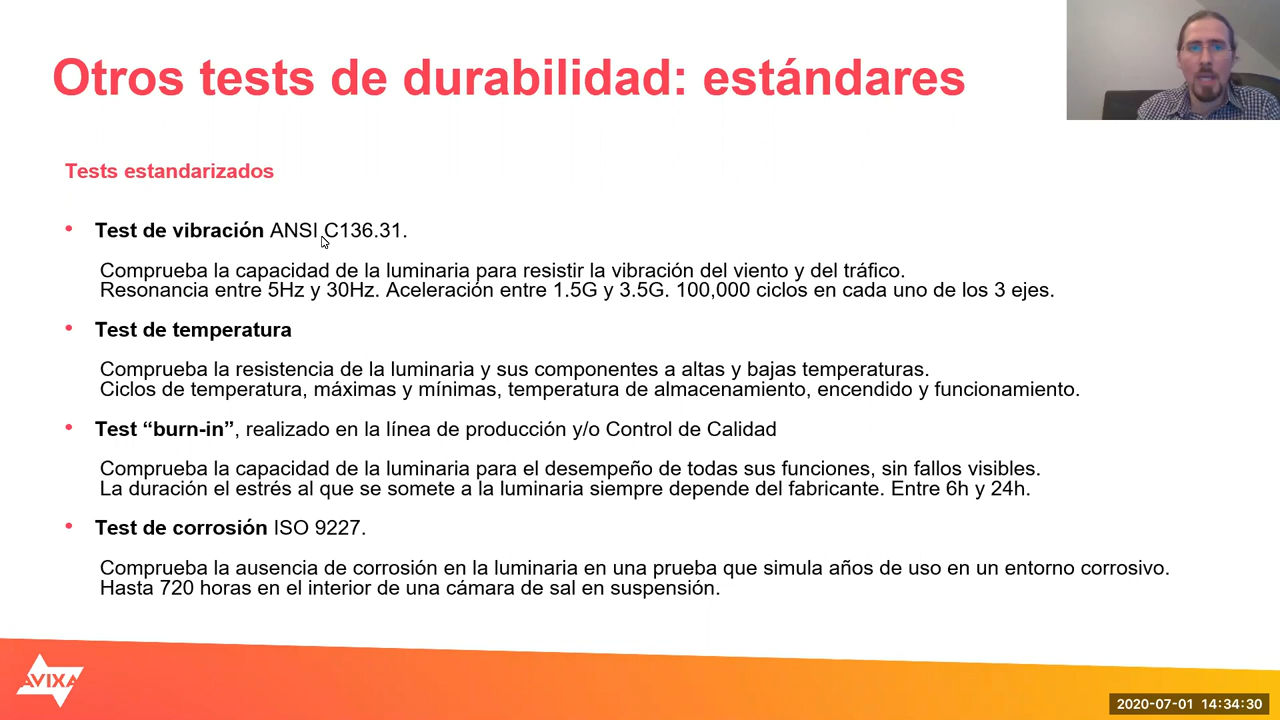 Otros tests de durabilidad: estándares
Tests estandarizados
• Test de vibración ANSI C136.31.
Comprueba la capacidad de la luminaria para resistir la vibración del viento y del tráfico.
Resonancia entre 5Hz y 30Hz. Aceleración entre 1.5G y 3.5G. 100,000 ciclos en cada uno de los 3 ejes.
• Test de temperatura
Comprueba la resistencia de la luminaria y sus componentes a altas y bajas temperaturas.
Ciclos de temperatura, máximas y mínimas, temperatura de almacenamiento, encendido y funcionamiento.
• Test “burn-in”, realizado en la línea de producción y/o Control de Calidad
Comprueba la capacidad de la luminaria para el desempeño de todas sus funciones, sin fallos visibles.
La duración el estrés al que se somete a la luminaria siempre depende del fabricante. Entre 6h y 24h.
• Test de corrosión ISO 9227.
Comprueba la ausencia de corrosión en la luminaria en una prueba que simula años de uso en un entorno corrosivo.
Hasta 720 horas en el interior de una cámara de sal en suspensión.
AVIXA
2020-07-01 14:34:30